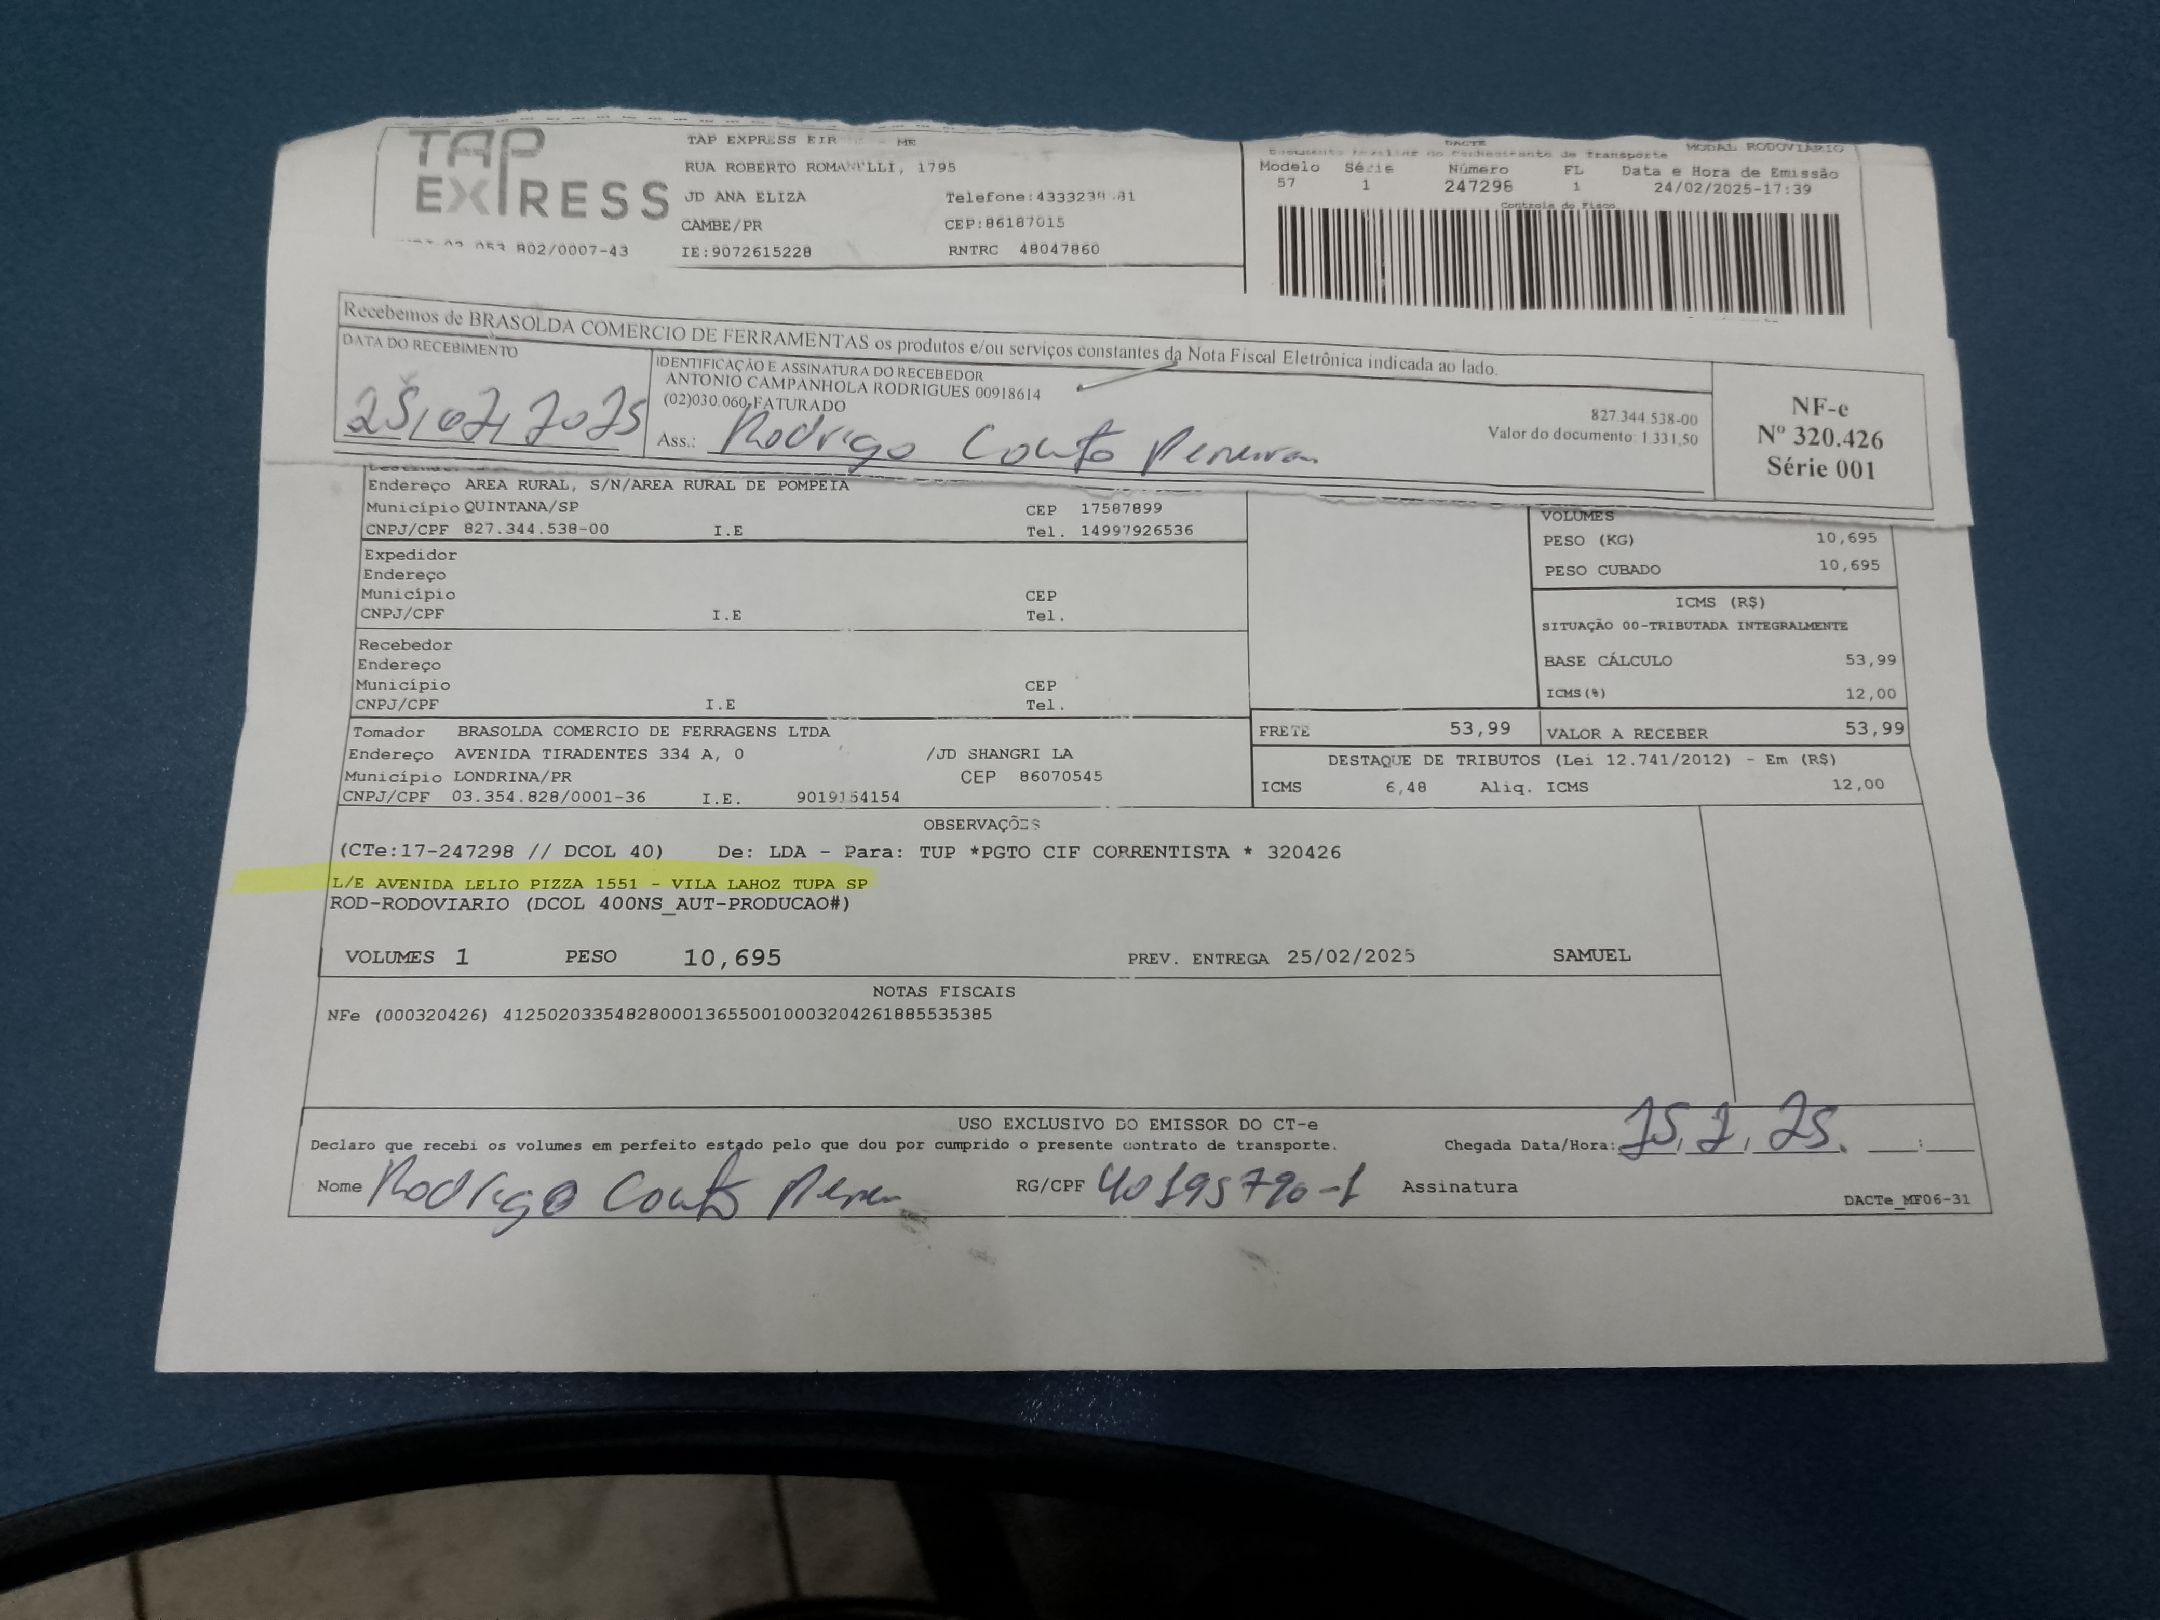 TAP EXPRESS
TAP EXPRESS EIR ME
RUA ROBERTO ROMANELLI, 1795
JD ANA ELIZA Telefone:4333234 81
CAMBE/PR CEP:86187015
802/0007-43 IE:9072615228 RNTRC 48047860
DACTE MODAL RODOVIÁRIO
Documento Auxiliar do Conhecimento de Transporte
Modelo Série Número FL Data e Hora de Emissão
57 1 247298 1 24/02/2025-17:39
Controle do Fisco
Recebemos de BRASOLDA COMERCIO DE FERRAMENTAS os produtos e/ou serviços constantes da Nota Fiscal Eletrônica indicada ao lado.
DATA DO RECEBIMENTO
25/02/2025
IDENTIFICAÇÃO E ASSINATURA DO RECEBEDOR
ANTONIO CAMPANHOLA RODRIGUES 00918614
(02)030.060-FATURADO
827.344.538-00
Valor do documento: 1.331,50
Ass.: Rodrigo Couto Pereira
NF-e
Nº 320.426
Série 001
Endereço AREA RURAL, S/N/AREA RURAL DE POMPEIA
Município QUINTANA/SP CEP 17587899
CNPJ/CPF 827.344.538-00 I.E Tel. 14997926536
Expedidor
Endereço
Município CEP
CNPJ/CPF I.E Tel.
Recebedor
Endereço
Município CEP
CNPJ/CPF I.E Tel.
VOLUMES
PESO (KG) 10,695
PESO CUBADO 10,695
ICMS (R$)
SITUAÇÃO 00-TRIBUTADA INTEGRALMENTE
BASE CÁLCULO 53,99
ICMS(%) 12,00
Tomador BRASOLDA COMERCIO DE FERRAGENS LTDA
Endereço AVENIDA TIRADENTES 334 A, 0 /JD SHANGRI LA
Município LONDRINA/PR CEP 86070545
CNPJ/CPF 03.354.828/0001-36 I.E. 9019154154
FRETE 53,99 VALOR A RECEBER 53,99
DESTAQUE DE TRIBUTOS (Lei 12.741/2012) - Em (R$)
ICMS 6,48 Aliq. ICMS 12,00
OBSERVAÇÕES
(CTe:17-247298 // DCOL 40) De: LDA - Para: TUP *PGTO CIF CORRENTISTA * 320426
L/E AVENIDA LELIO PIZZA 1551 - VILA LAHOZ TUPA SP
ROD-RODOVIARIO (DCOL 400NS_AUT-PRODUCAO#)
VOLUMES 1 PESO 10,695 PREV. ENTREGA 25/02/2025 SAMUEL
NOTAS FISCAIS
NFe (000320426) 41250203354828000136550010003204261885535385
USO EXCLUSIVO DO EMISSOR DO CT-e
Declaro que recebi os volumes em perfeito estado pelo que dou por cumprido o presente contrato de transporte. Chegada Data/Hora: 25, 2, 25. :
Nome Rodrigo Couto Pereira RG/CPF 40195790-1 Assinatura
DACTe_MF06-31